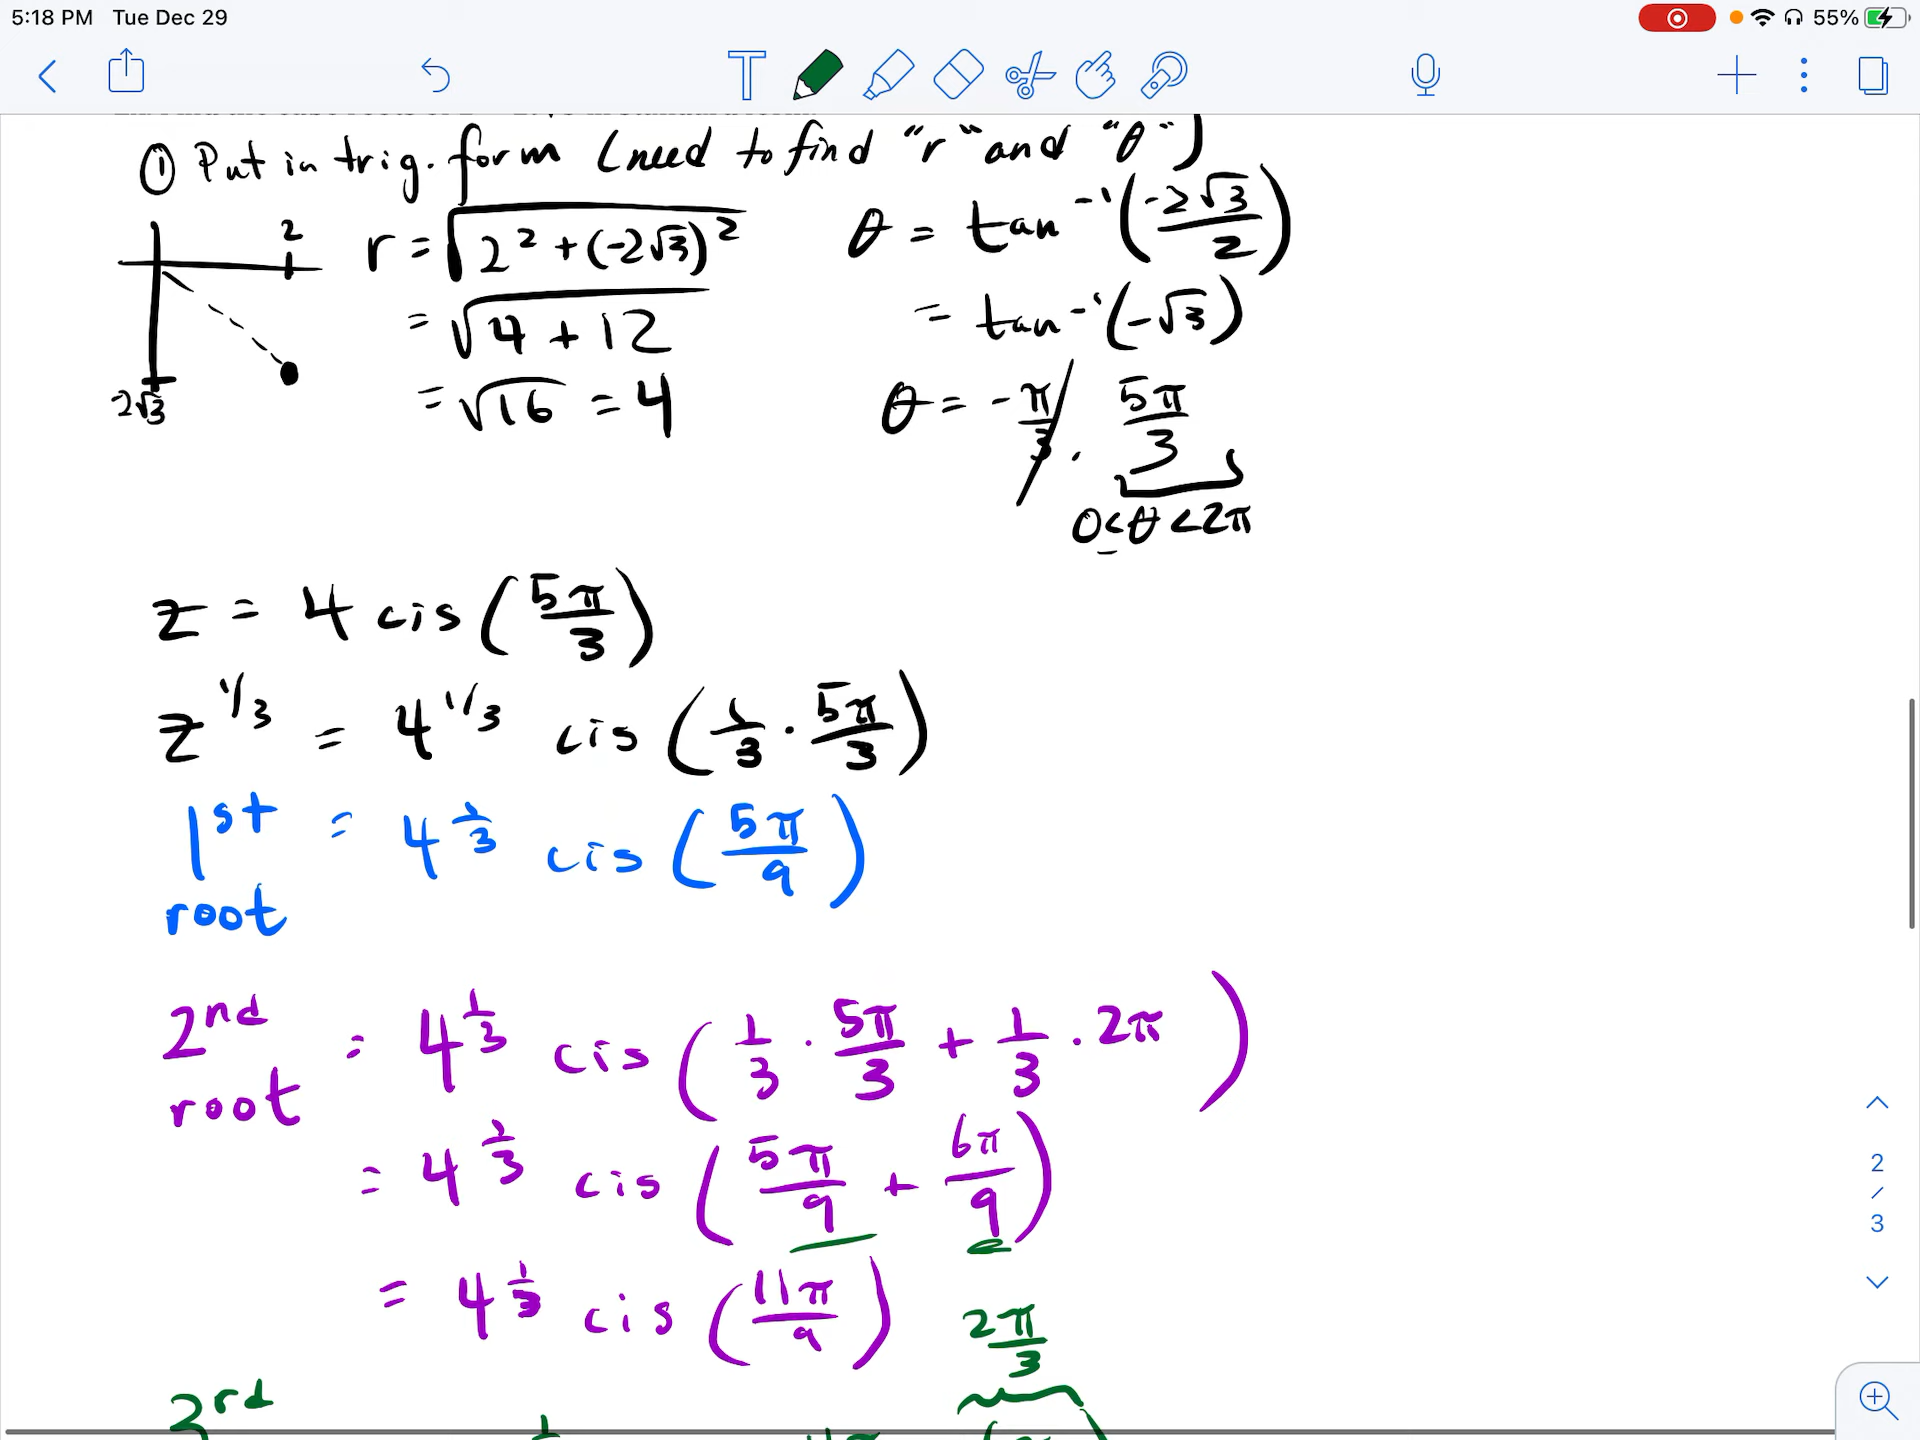 5:18 PM Tue Dec 29
55%
T
① Put in trig. form (need to find "r" and "θ")
2
-2√3
r = √(2² + (-2√3)²)
= √(4 + 12)
= √16 = 4
θ = tan⁻¹(-2√3/2)
= tan⁻¹(-√3)
θ = -π/3, 5π/3
0≤θ<2π
z = 4 cis(5π/3)
z^1/3 = 4^1/3 cis(1/3 · 5π/3)
1st root = 4^1/3 cis(5π/9)
2nd root = 4^1/3 cis(1/3 · 5π/3 + 1/3 · 2π)
= 4^1/3 cis(5π/9 + 6π/9)
= 4^1/3 cis(11π/9)
2π/3
3rd
2
/
3